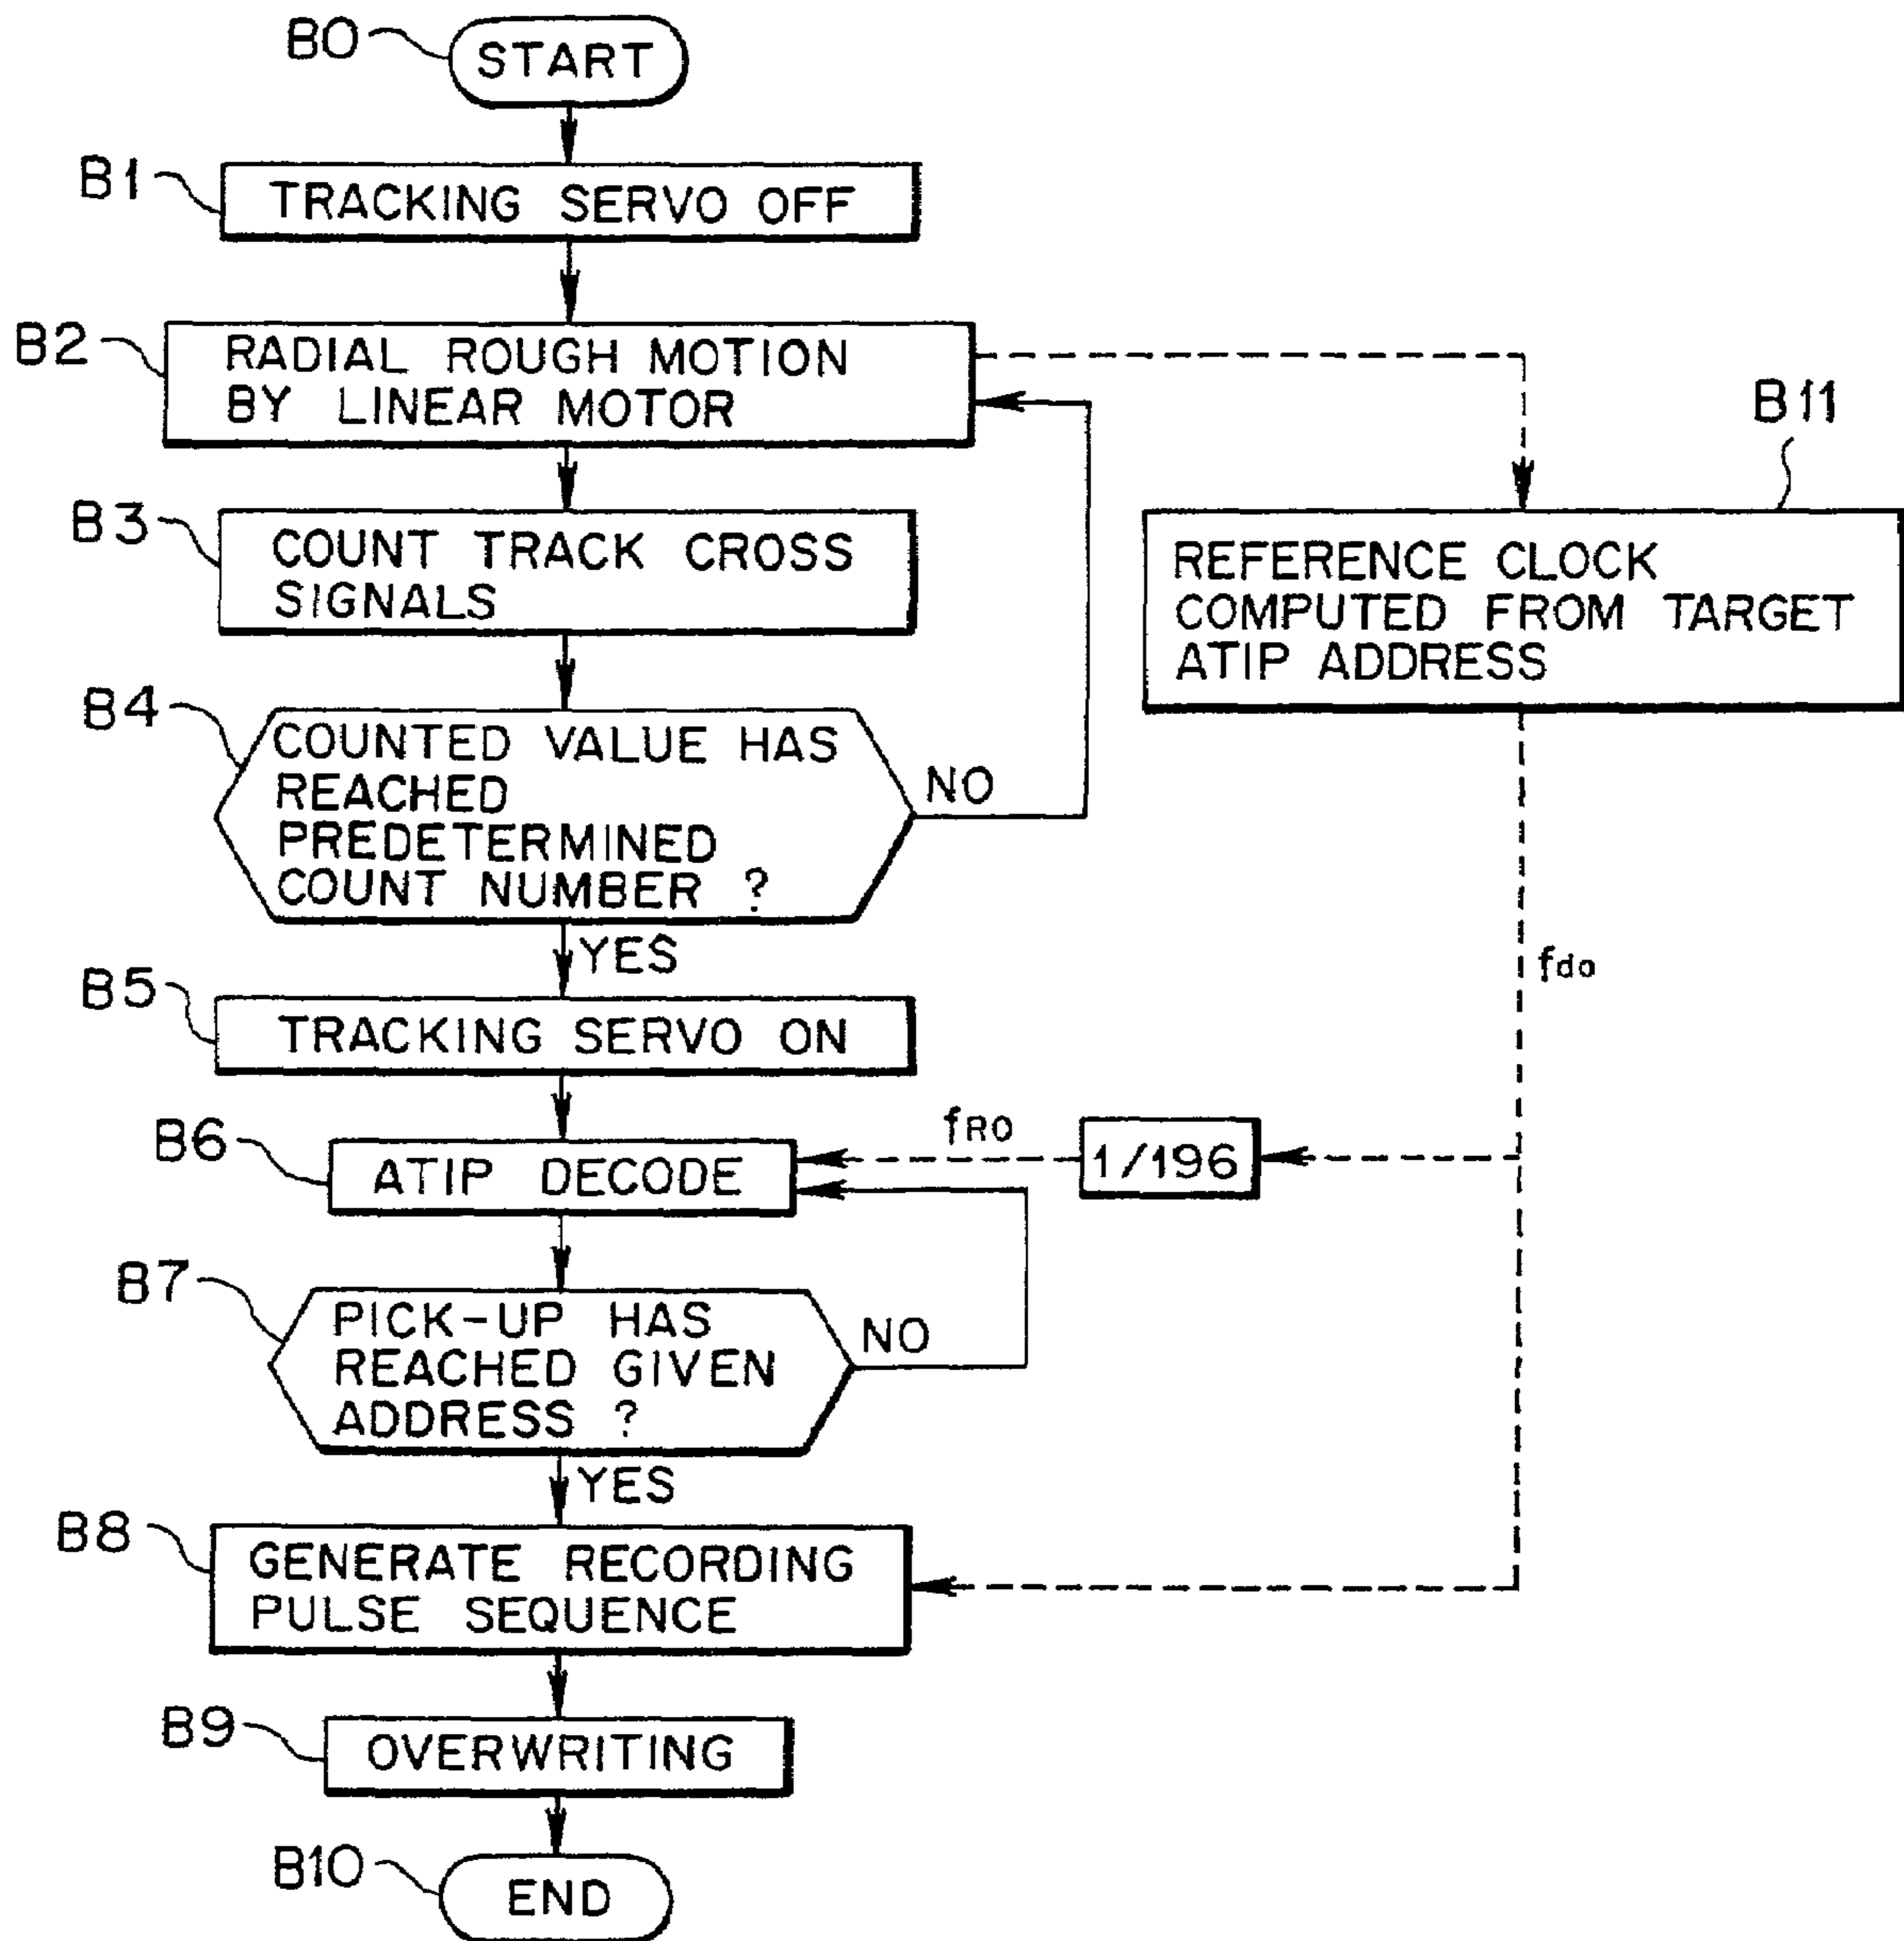 B0
START
B1
TRACKING SERVO OFF
B2
RADIAL ROUGH MOTION
BY LINEAR MOTOR
B11
REFERENCE CLOCK
COMPUTED FROM TARGET
ATIP ADDRESS
B3
COUNT TRACK CROSS
SIGNALS
B4
COUNTED VALUE HAS
REACHED
PREDETERMINED
COUNT NUMBER ?
NO
YES
fdo
B5
TRACKING SERVO ON
B6
ATIP DECODE
fRO
1/196
B7
PICK-UP HAS
REACHED GIVEN
ADDRESS ?
NO
YES
B8
GENERATE RECORDING
PULSE SEQUENCE
B9
OVERWRITING
B10
END